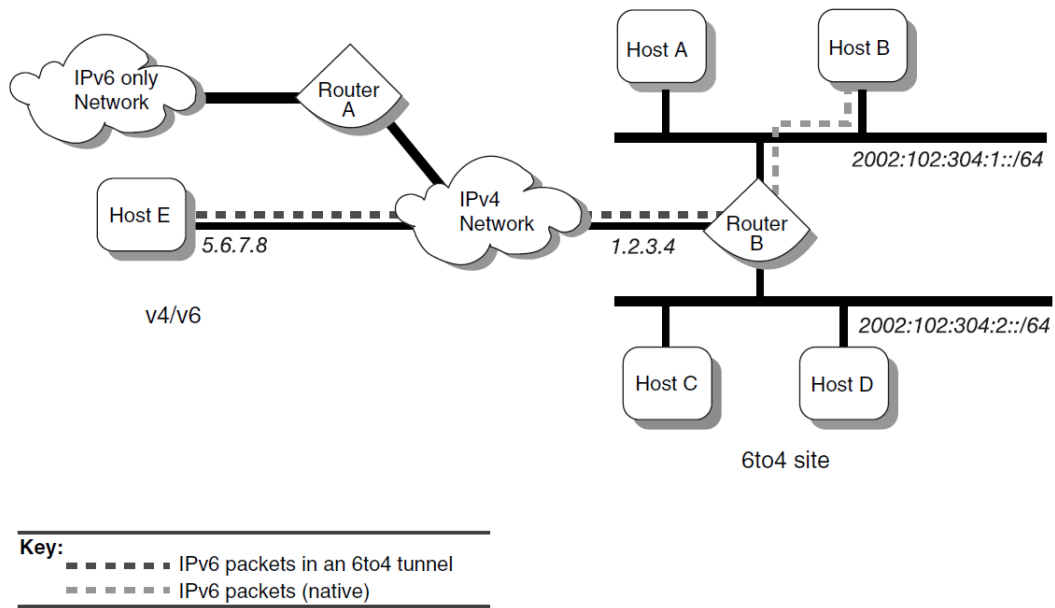 Host A
Host B
IPv6 only
Network
Router
A
2002:102:304:1::/64
Host E
IPv4
Network
Router
B
5.6.7.8
1.2.3.4
v4/v6
2002:102:304:2::/64
Host C
Host D
6to4 site
Key:
IPv6 packets in an 6to4 tunnel
IPv6 packets (native)